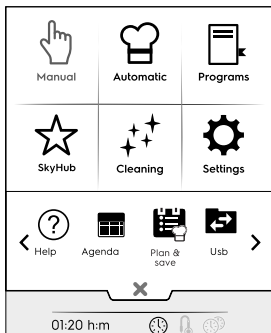 Manual Automatic Programs
SkyHub Cleaning Settings
Help Agenda Plan &
save Usb
01:20 h:m